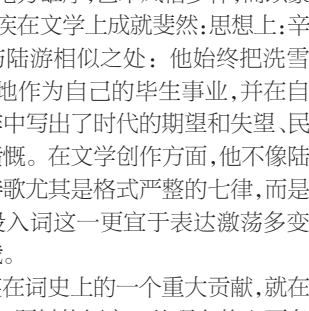 疾在文学上成就斐然:思想上:辛
与陆游相似之处: 他始终把洗雪
地作为自己的毕生事业,并在自
中写出了时代的期望和失望、民
慨。在文学创作方面,他不像陆
歌尤其是格式严整的七律,而是
入词这一更宜于表达激荡多变
在词史上的一个重大贡献,就在